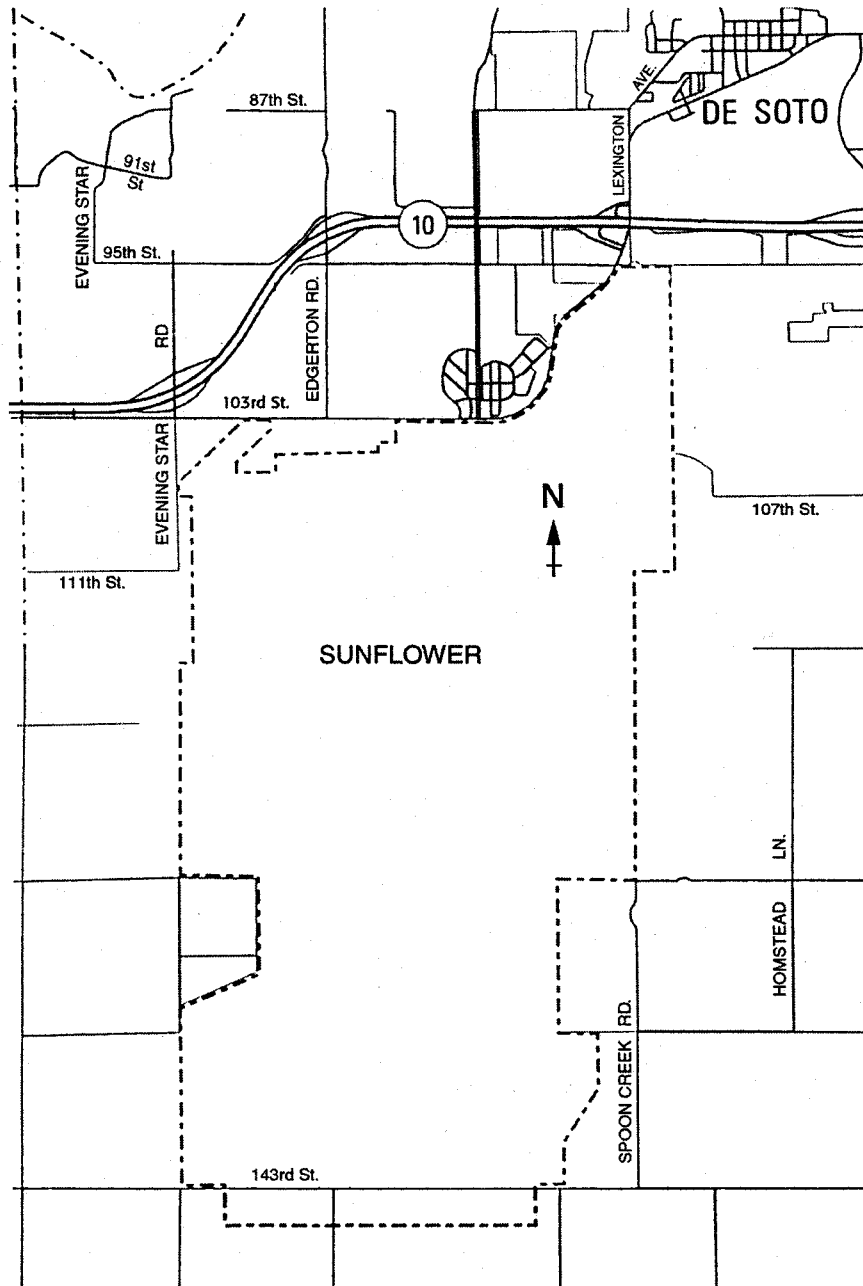 87th St.
AVE.
DE SOTO
91st
St
LEXINGTON
EVENING STAR
10
95th St.
RD
EDGERTON RD.
103rd St.
EVENING STAR
N
107th St.
111th St.
SUNFLOWER
LN.
HOMSTEAD
SPOON CREEK RD.
143rd St.